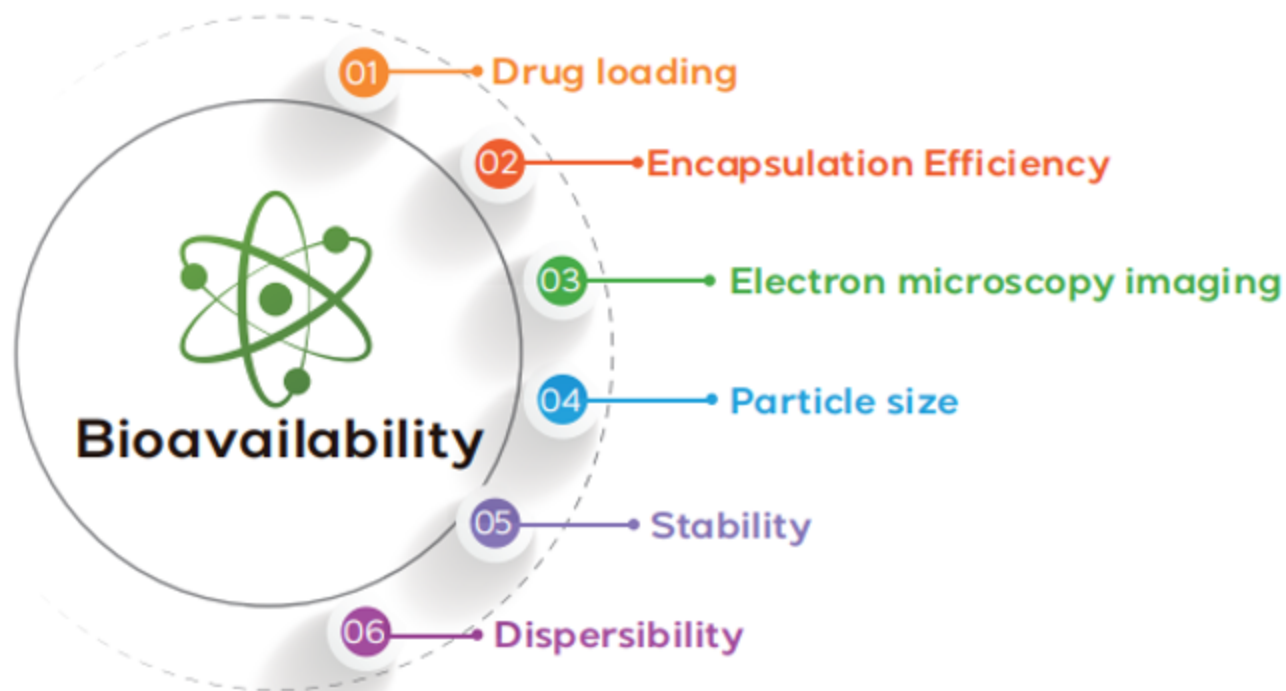 01 Drug loading
02 Encapsulation Efficiency
03 Electron microscopy imaging
04 Particle size
Bioavailability
05 Stability
06 Dispersibility